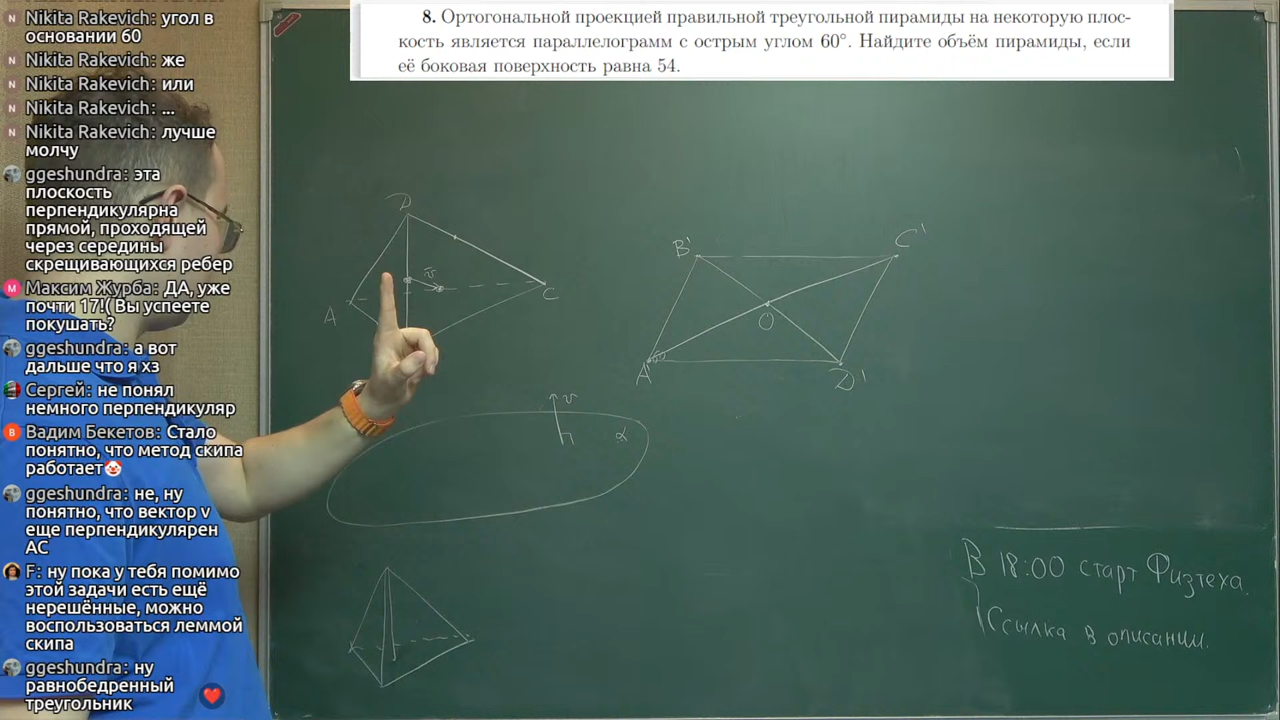 Nikita Rakevich: угол в
основании 60
N Nikita Rakevich: же
N Nikita Rakevich: или
N Nikita Rakevich: ...
N Nikita Rakevich: лучше
молчу
ggeshundra: эта
плоскость
перпендикулярна
прямой, проходящей
через середины
скрещивающихся ребер
М Максим Журба: ДА, уже
почти 17!( Вы успеете
покушать?
ggeshundra: а вот
дальше что я хз
Сергей: не понял
немного перпендикуляр
В Вадим Бекетов: Стало
понятно, что метод скипа
работает🤡
ggeshundra: не, ну
понятно, что вектор v
еще перпендикулярен
АС
F: ну пока у тебя помимо
этой задачи есть ещё
нерешённые, можно
воспользоваться леммой
скипа
ggeshundra: ну
равнобедренный
треугольник
8. Ортогональной проекцией правильной треугольной пирамиды на некоторую плос-
кость является параллелограмм с острым углом 60°. Найдите объём пирамиды, если
её боковая поверхность равна 54.
D
v
A
C
B'
C'
O
A'
D'
v
α
В 18:00 старт Физтеха.
Ссылка в описании.